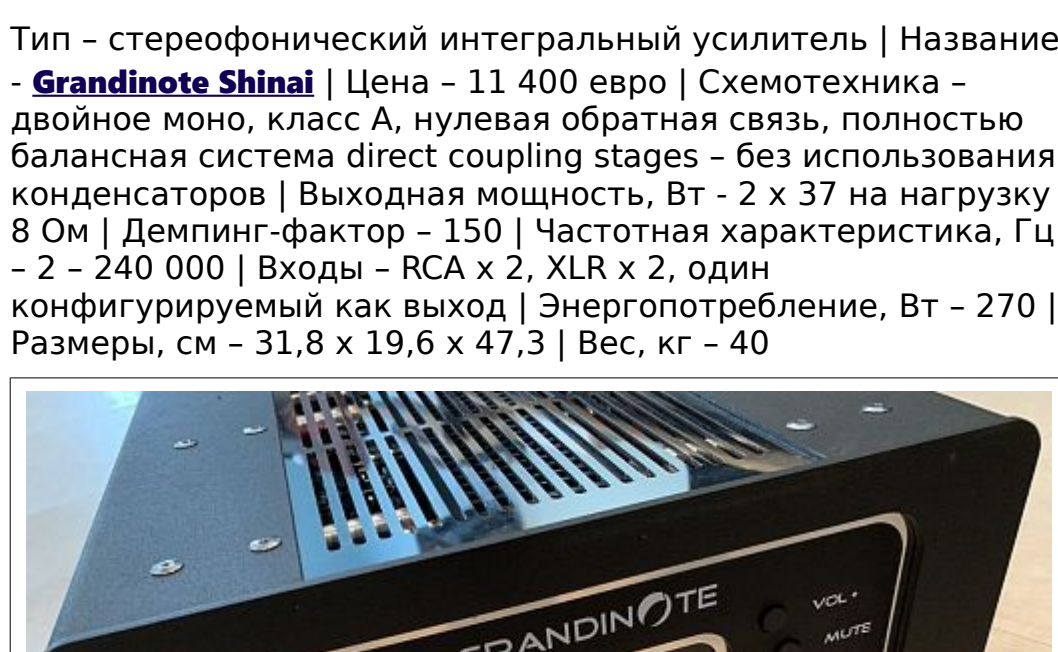 Тип – стереофонический интегральный усилитель | Название
- Grandinote Shinai | Цена – 11 400 евро | Схемотехника –
двойное моно, класс А, нулевая обратная связь, полностью
балансная система direct coupling stages – без использования
конденсаторов | Выходная мощность, Вт - 2 х 37 на нагрузку
8 Ом | Демпинг-фактор – 150 | Частотная характеристика, Гц
– 2 – 240 000 | Входы – RCA x 2, XLR x 2, один
конфигурируемый как выход | Энергопотребление, Вт – 270 |
Размеры, см – 31,8 х 19,6 х 47,3 | Вес, кг – 40
GRANDINOTE
VOL +
MUTE